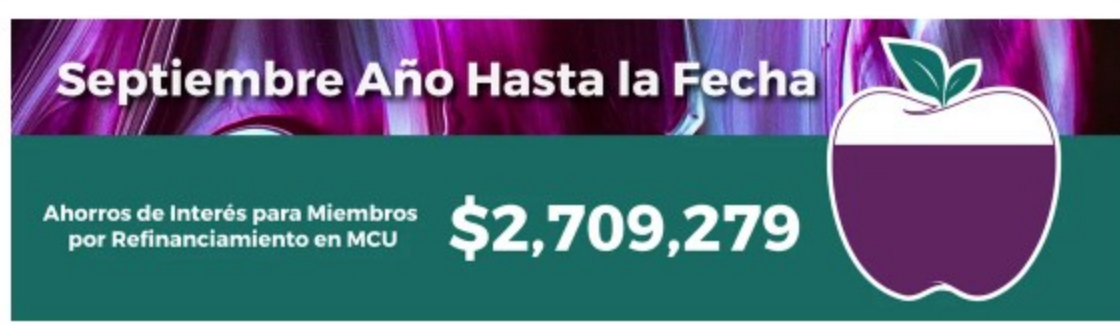 Septiembre Año Hasta la Fecha
Ahorros de Interés para Miembros
por Refinanciamiento en MCU
$2,709,279